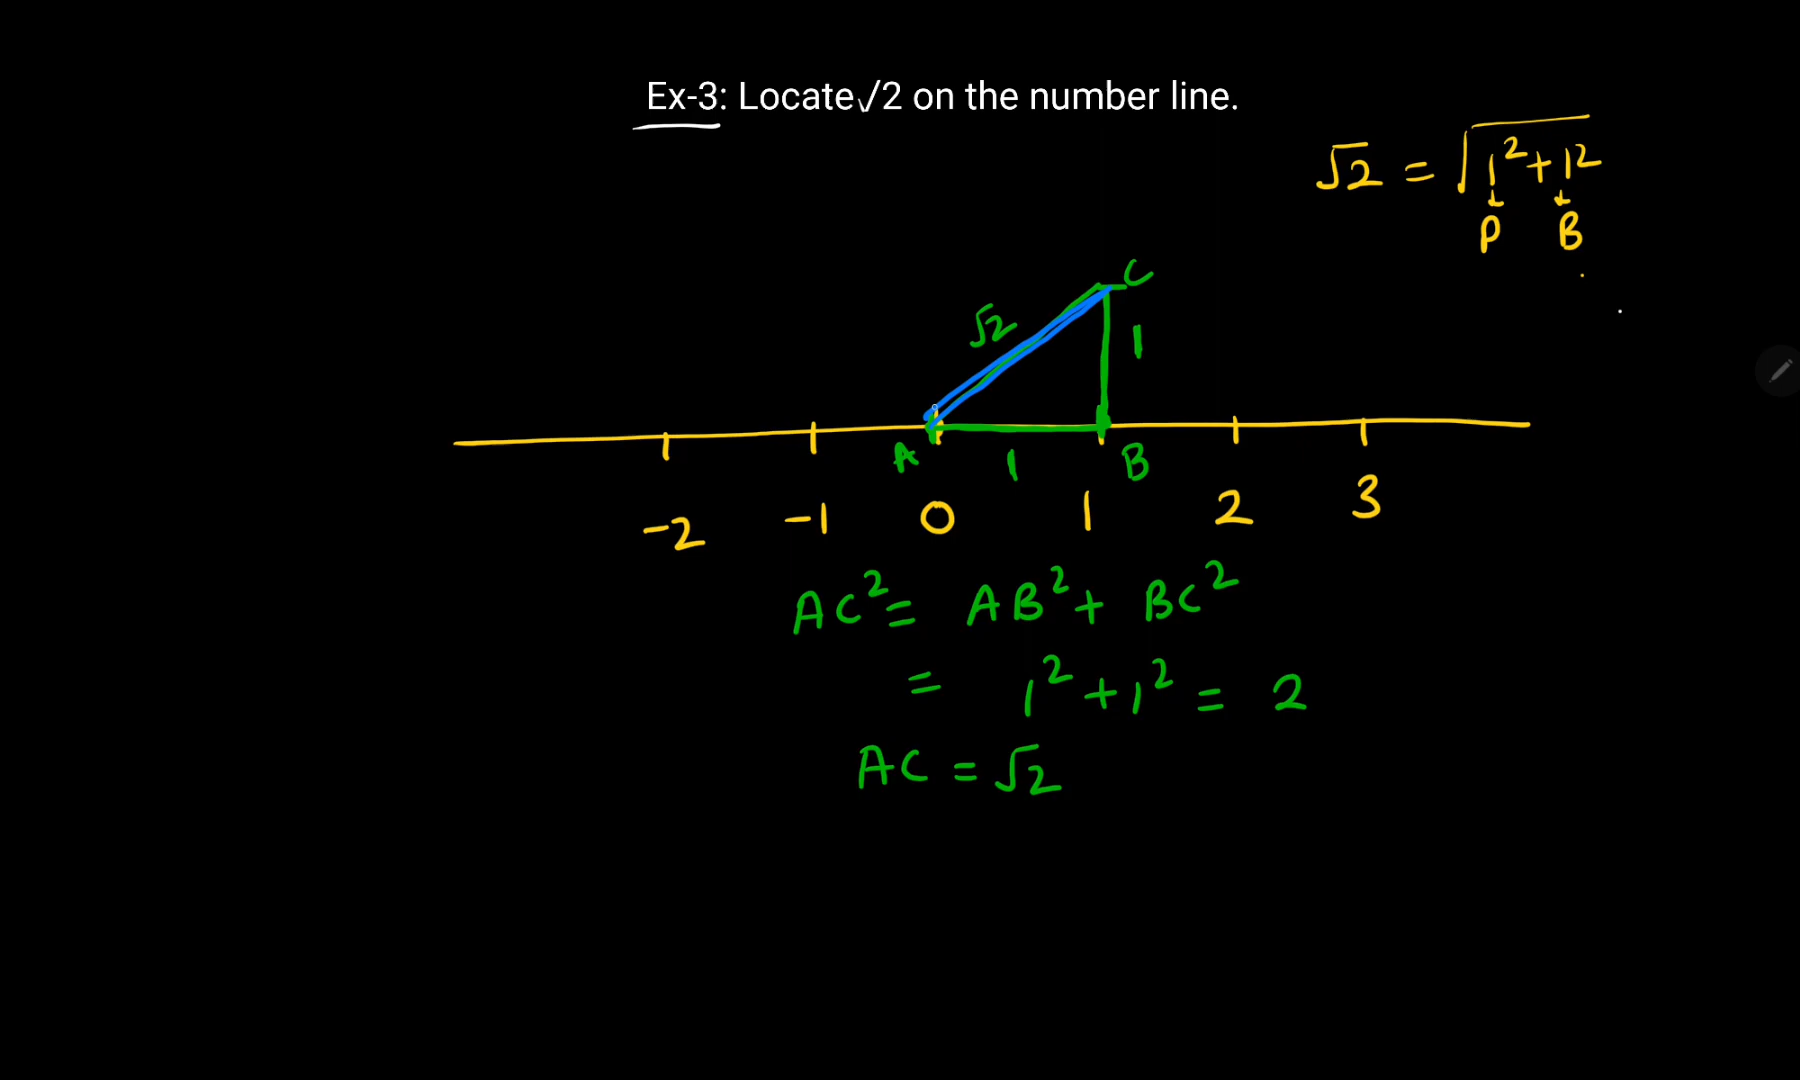 Ex-3: Locate √2 on the number line.
√2 = √1²+1²
P B
C
√2
1
A 1 B
-2 -1 0 1 2 3
AC² = AB² + BC²
= 1² + 1² = 2
AC = √2